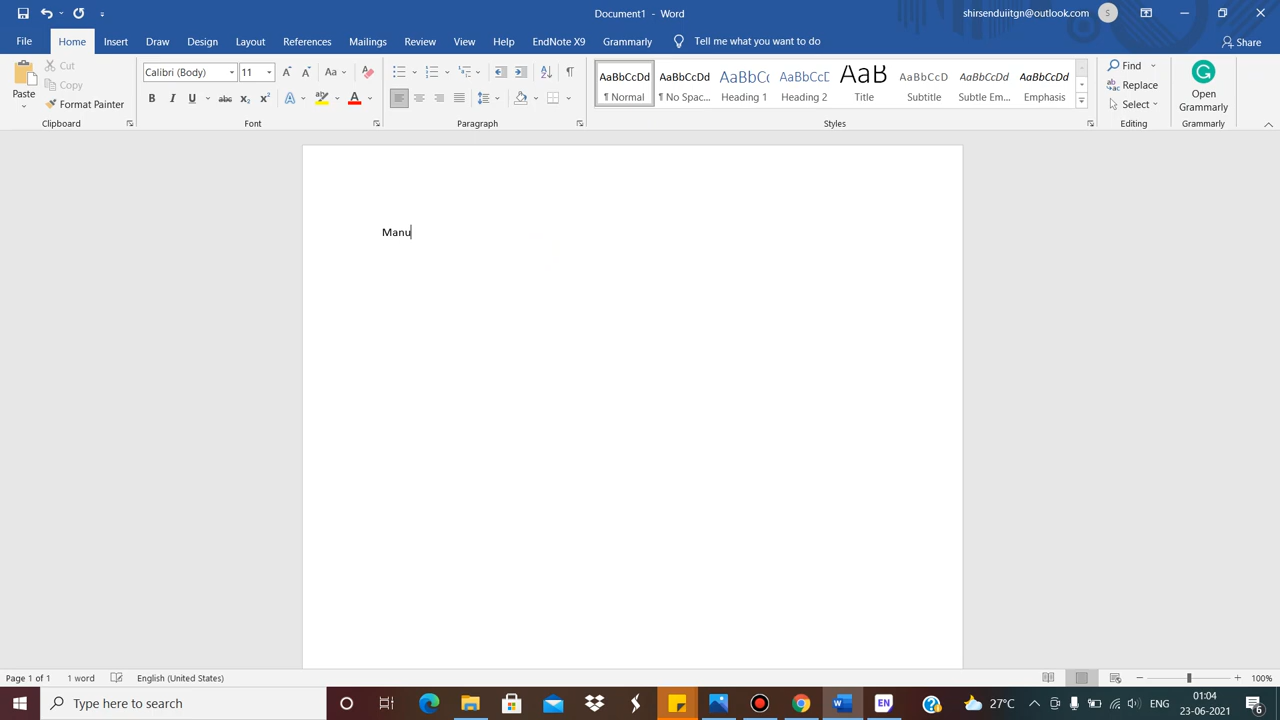 Document1 - Word
shirsenduiitgn@outlook.com S
File Home Insert Draw Design Layout References Mailings Review View Help EndNote X9 Grammarly Tell me what you want to do Share
Paste
Cut
Copy
Format Painter
Clipboard
Calibri (Body) 11
Font
Paragraph
AaBbCcDd AaBbCcDd AaBbCc AaBbCcD AaB AaBbCcD AaBbCcDd AaBbCcDd
¶ Normal ¶ No Spac... Heading 1 Heading 2 Title Subtitle Subtle Em... Emphasis
Styles
Find
Replace
Select
Editing
Open
Grammarly
Grammarly
Manu
Page 1 of 1 1 word English (United States) 100%
Type here to search
EN
27°C ENG
01:04
23-06-2021
6